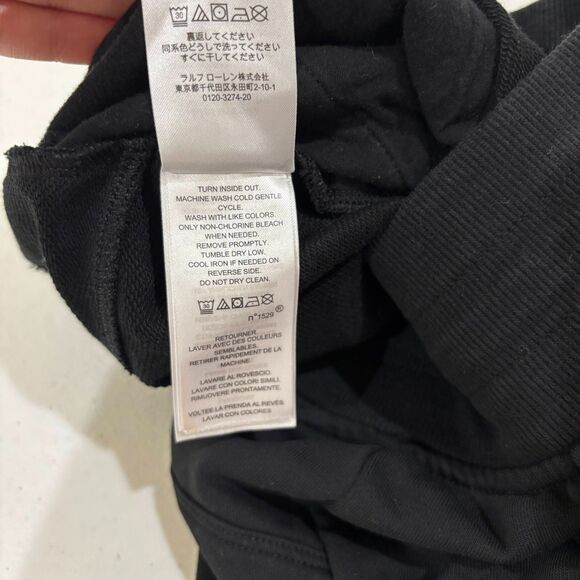 30
裏返してください
同系色どうしで洗ってください
すぐに干してください
ラルフ ローレン株式会社
東京都千代田区永田町2-10-1
0120-3274-20
TURN INSIDE OUT.
MACHINE WASH COLD GENTLE
CYCLE.
WASH WITH LIKE COLORS.
ONLY NON-CHLORINE BLEACH
WHEN NEEDED.
REMOVE PROMPTLY.
TUMBLE DRY LOW.
COOL IRON IF NEEDED ON
REVERSE SIDE.
DO NOT DRY CLEAN.
30
n°1529®
RETOURNER.
LAVER AVEC DES COULEURS
SEMBLABLES.
RETIRER RAPIDEMENT DE LA
MACHINE.
LAVARE AL ROVESCIO.
LAVARE CON COLORI SIMILI.
RIMUOVERE PRONTAMENTE.
VOLTEE LA PRENDA AL REVÉS.
LAVAR CON COLORES